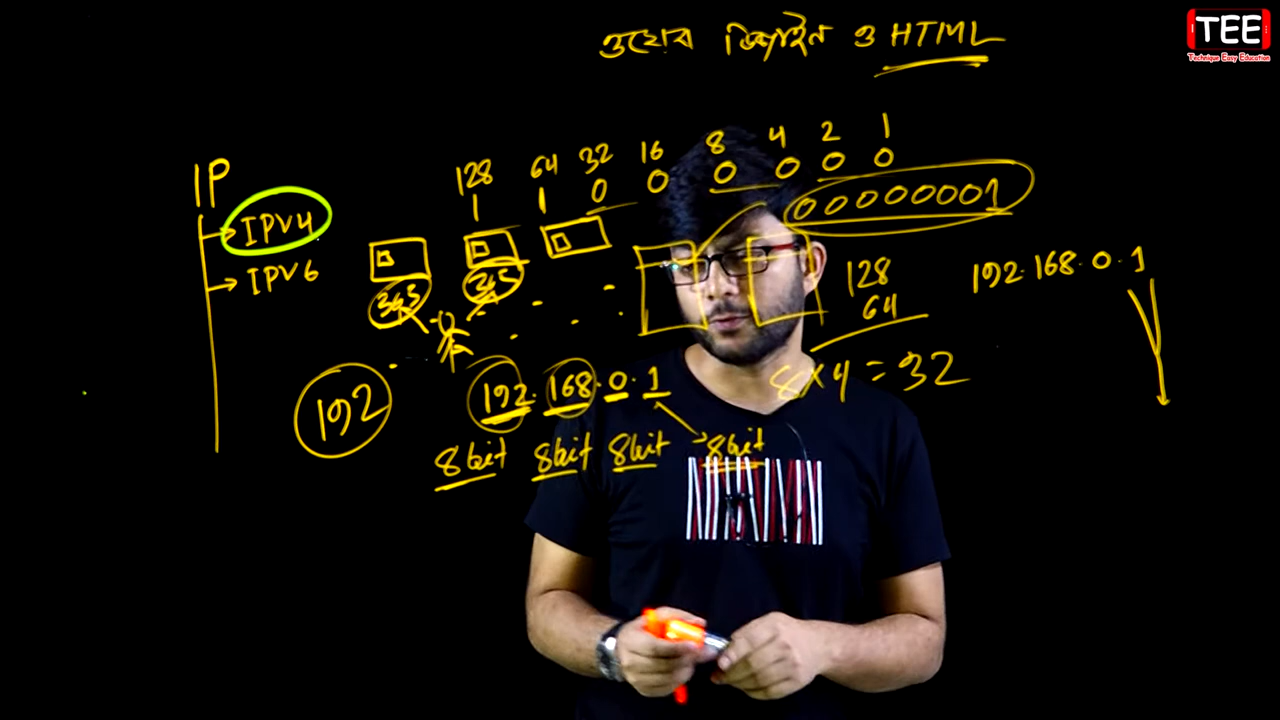 ওয়েব ডিজাইন ও HTML
TEE
Technique Easy Education
IP
IPV4
IPV6
128 64 32 16 8 4 2 1
1 1 0 0 0 0 0 0
00000001
365 365
128
64
192.168.0.1
8×4=32
192
192.168.0.1
8bit 8bit 8bit 8bit